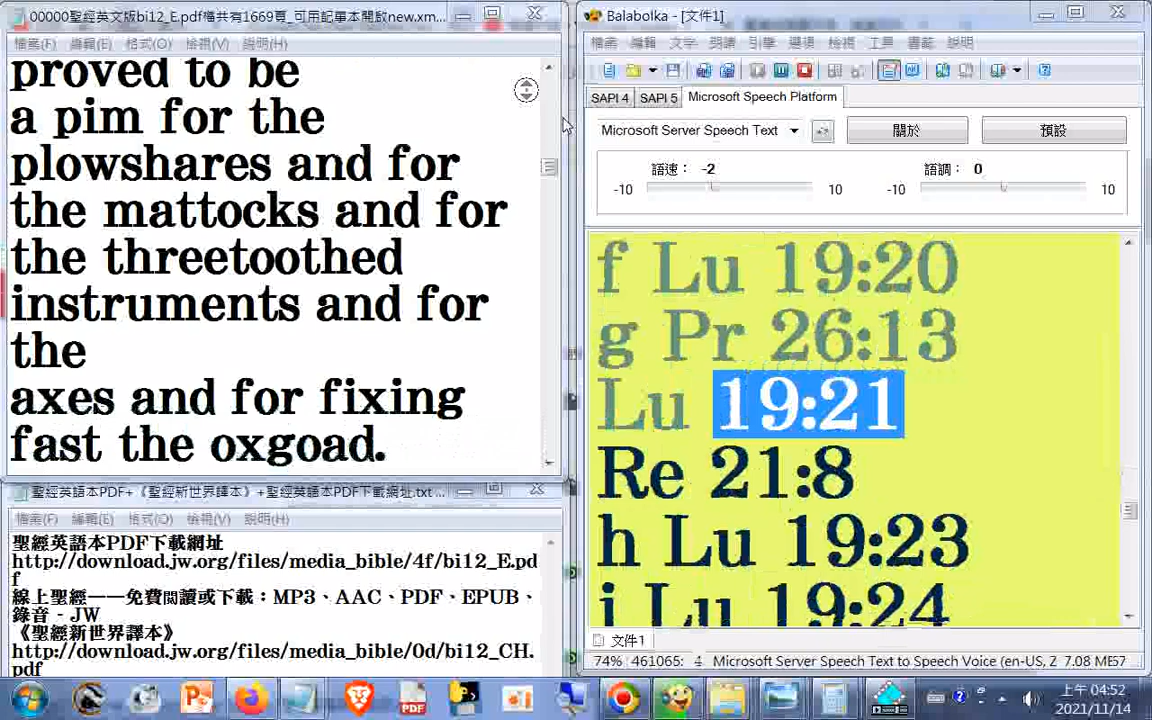 00000聖經英文版bi12_E.pdf檔共有1669頁_可用記事本開啟new.xm...
檔案(F) 編輯(E) 格式(O) 檢視(V) 說明(H)
proved to be
a pim for the
plowshares and for
the mattocks and for
the threetoothed
instruments and for
the
axes and for fixing
fast the oxgoad.
聖經英語本PDF+《聖經新世界譯本》+聖經英語本PDF下載網址.txt ...
檔案(F) 編輯(E) 格式(O) 檢視(V) 說明(H)
聖經英語本PDF下載網址
http://download.jw.org/files/media_bible/4f/bi12_E.pd
f
線上聖經——免費閱讀或下載：MP3、AAC、PDF、EPUB、
錄音 - JW
《聖經新世界譯本》
http://download.jw.org/files/media_bible/0d/bi12_CH.
pdf
Balabolka - [文件1]
檔案 編輯 文字 朗讀 引擎 選項 檢視 工具 書籤 說明
SAPI 4 SAPI 5 Microsoft Speech Platform
Microsoft Server Speech Text 關於 預設
語速： -2 語調： 0
-10 10 -10 10
f Lu 19:20
g Pr 26:13
Lu 19:21
Re 21:8
h Lu 19:23
i Lu 19:24
文件1
74% 461065: 4 Microsoft Server Speech Text to Speech Voice (en-US, Z 7.08 ME57
上午 04:52
2021/11/14